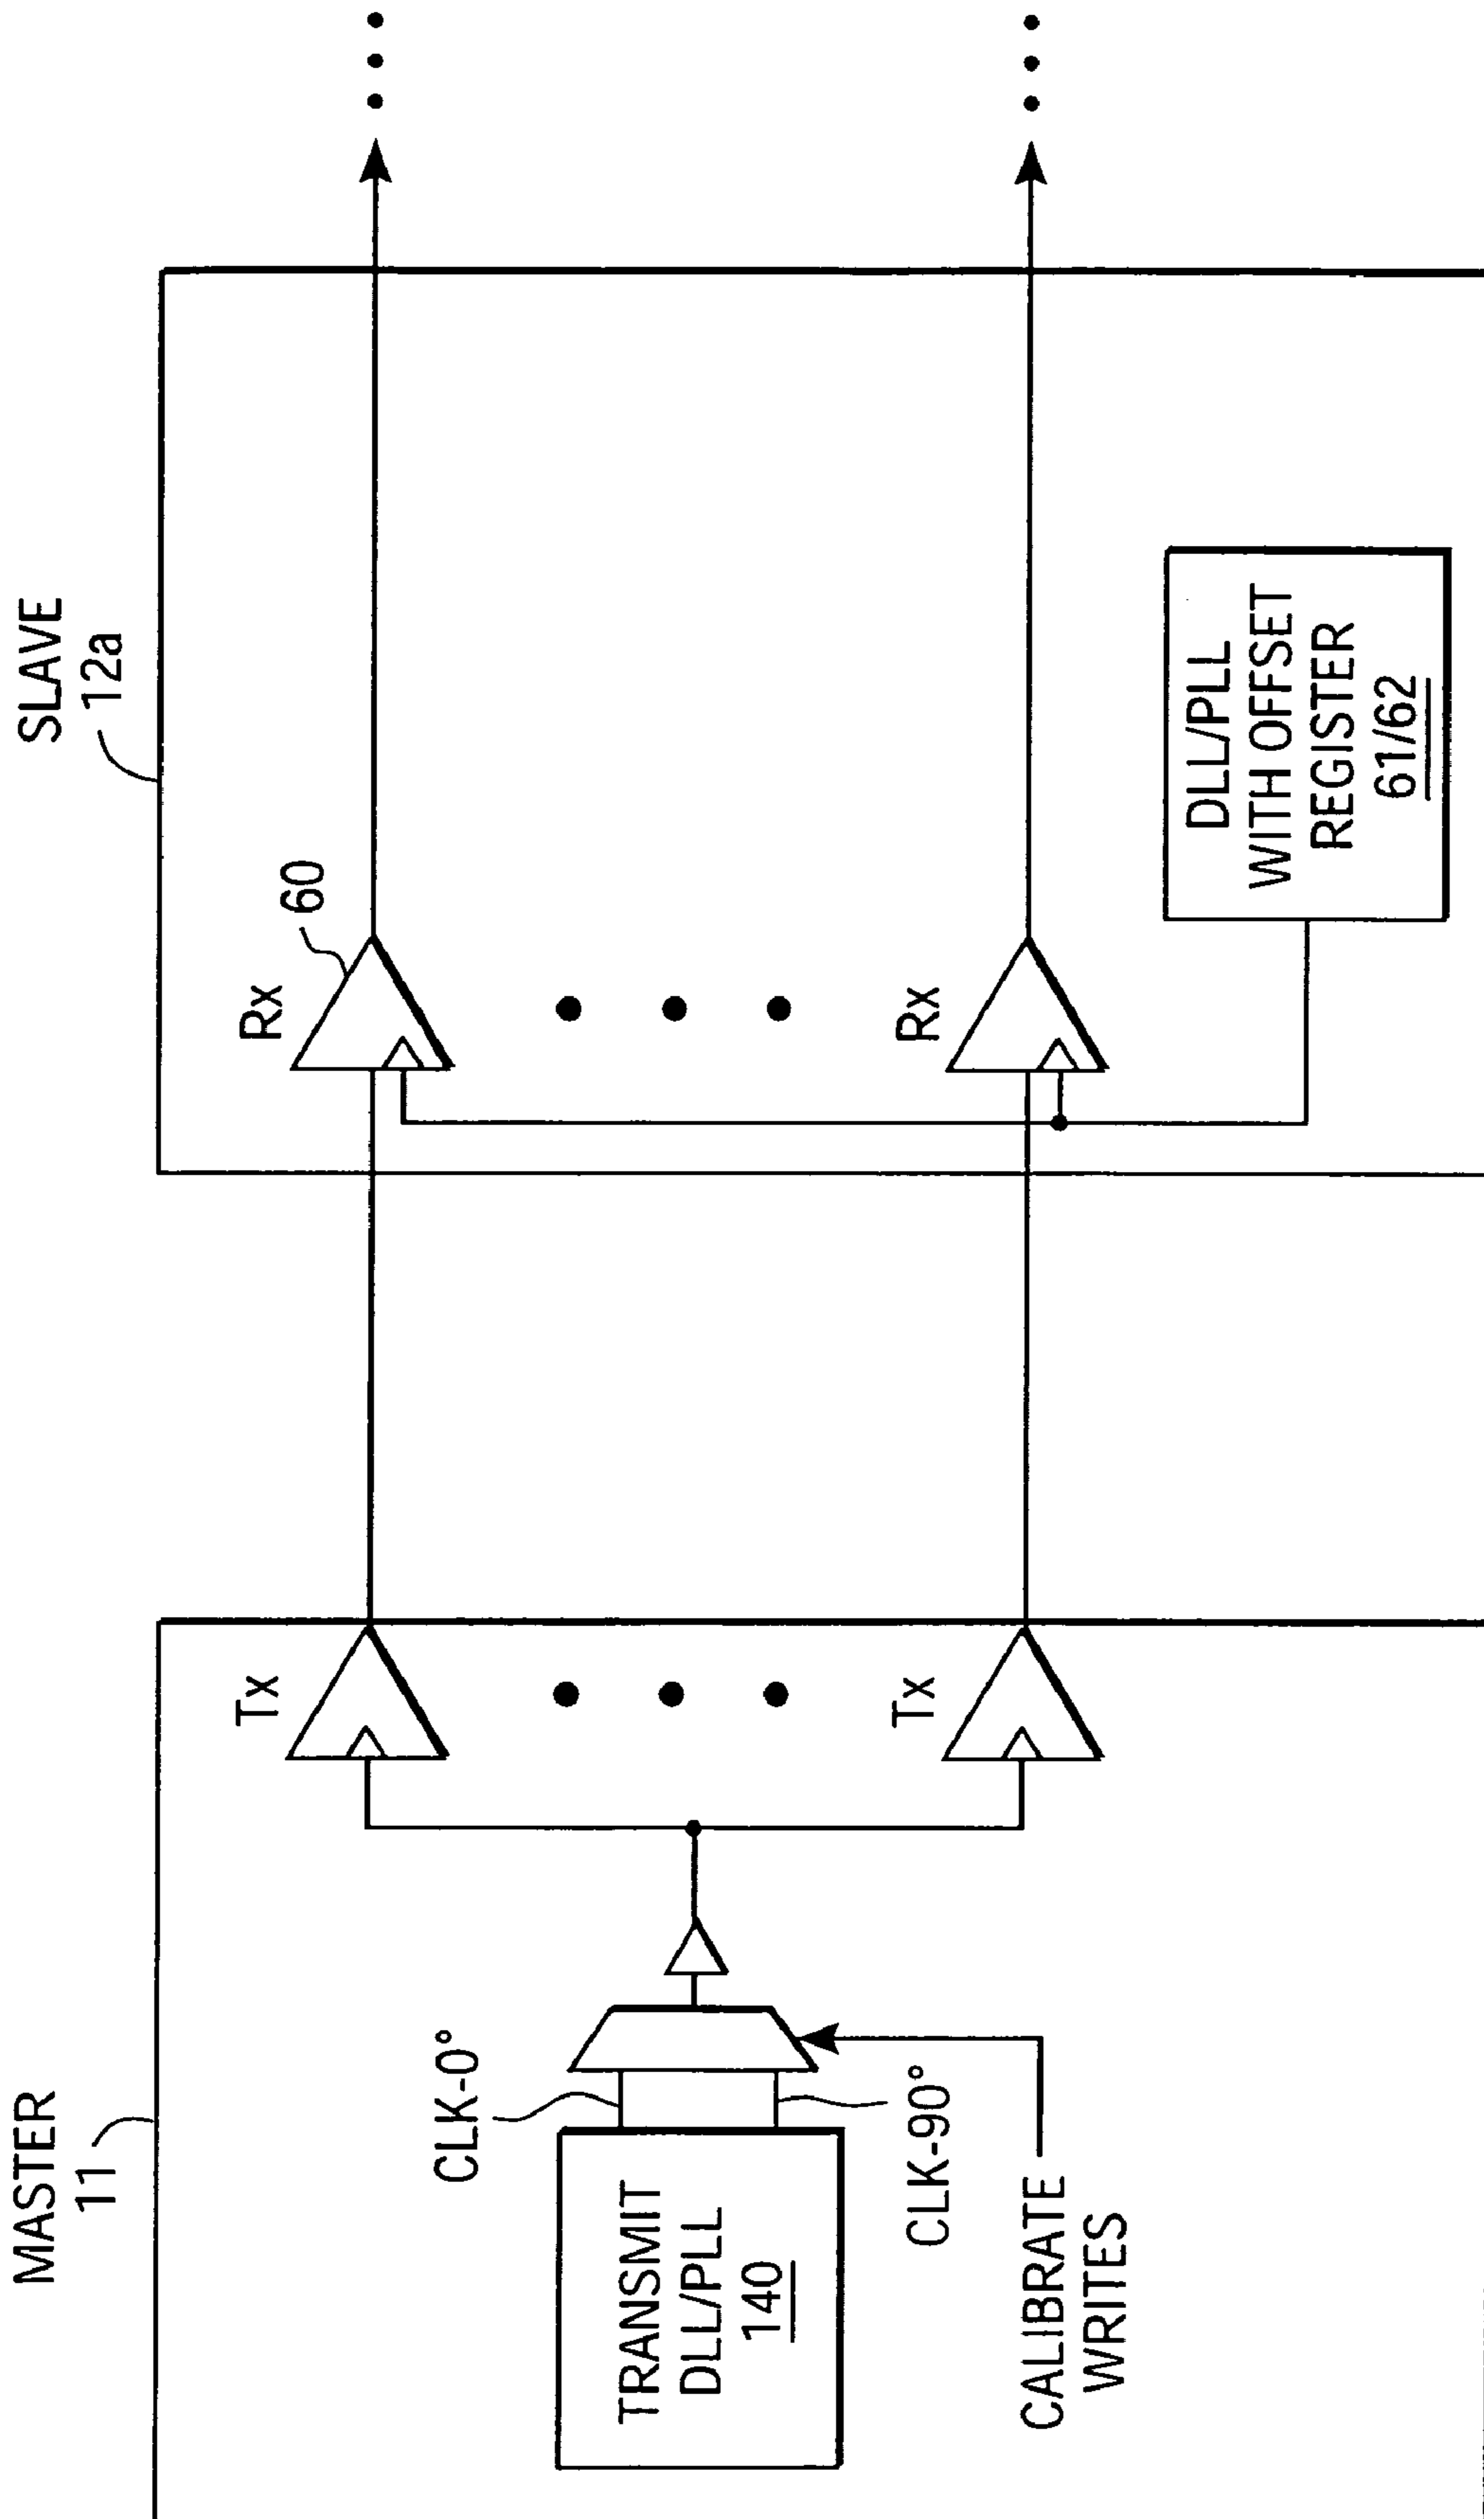 MASTER
11
TRANSMIT
DLL/PLL
140
CLK-0°
CLK-90°
CALIBRATE
WRITES
Tx
Tx
SLAVE
12a
Rx
60
Rx
DLL/PLL
WITH OFFSET
REGISTER
61/62